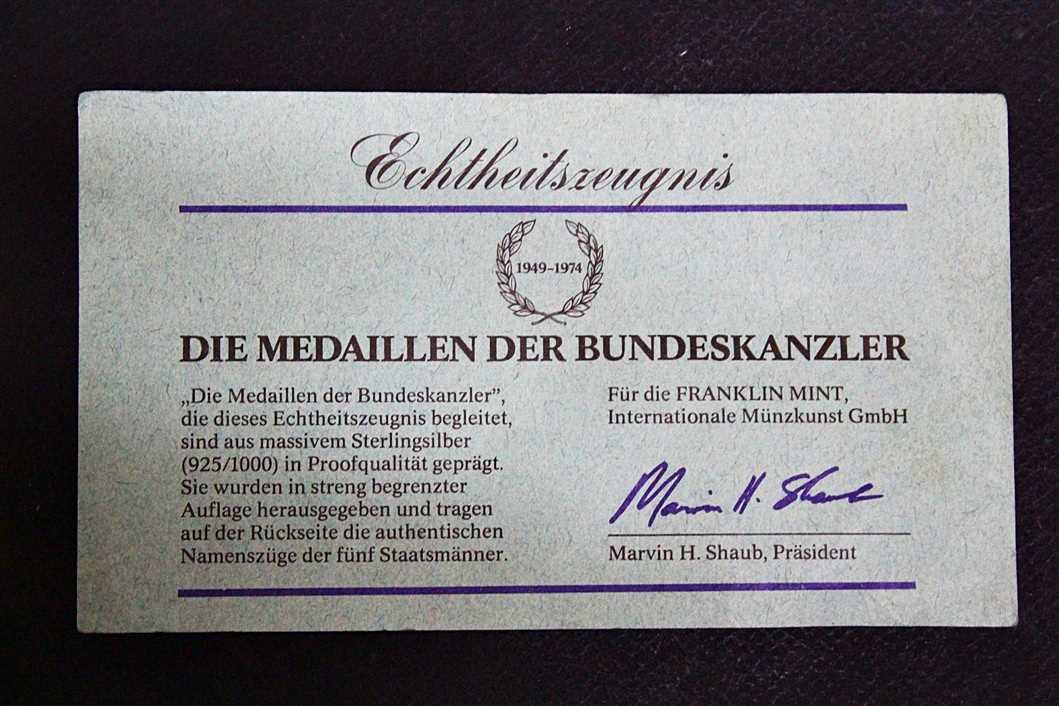 Echtheitszeugnis
1949–1974
DIE MEDAILLEN DER BUNDESKANZLER
„Die Medaillen der Bundeskanzler”,
die dieses Echtheitszeugnis begleitet,
sind aus massivem Sterlingsilber
(925/1000) in Proofqualität geprägt.
Sie wurden in streng begrenzter
Auflage herausgegeben und tragen
auf der Rückseite die authentischen
Namenszüge der fünf Staatsmänner.
Für die FRANKLIN MINT,
Internationale Münzkunst GmbH
Marvin H. Shaub
Marvin H. Shaub, Präsident